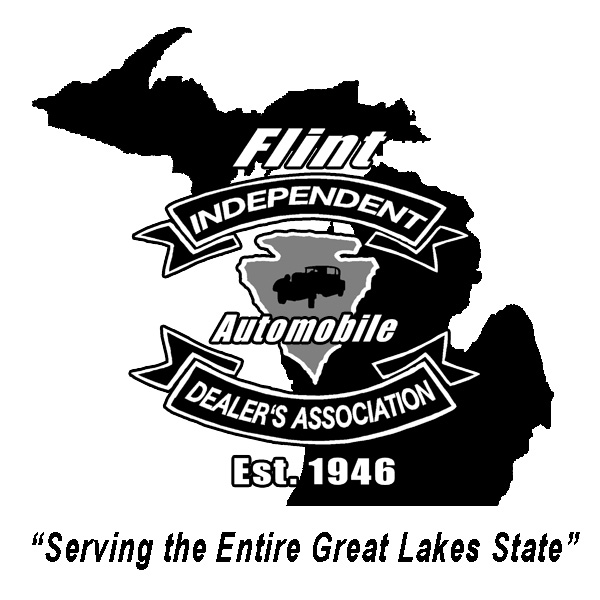 Flint
INDEPENDENT
Automobile
DEALER'S ASSOCIATION
Est. 1946
“Serving the Entire Great Lakes State”